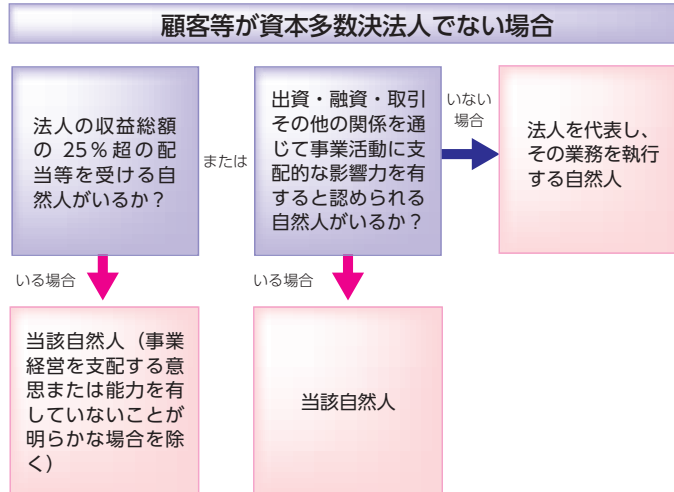 顧客等が資本多数決法人でない場合
法人の収益総額
の 25%超の配
当等を受ける自
然人がいるか？
または
出資・融資・取引
その他の関係を通
じて事業活動に支
配的な影響力を有
すると認められる
自然人がいるか？
いない
場合
法人を代表し、
その業務を執行
する自然人
いる場合
いる場合
当該自然人（事業
経営を支配する意
思または能力を有
していないことが
明らかな場合を除
く）
当該自然人